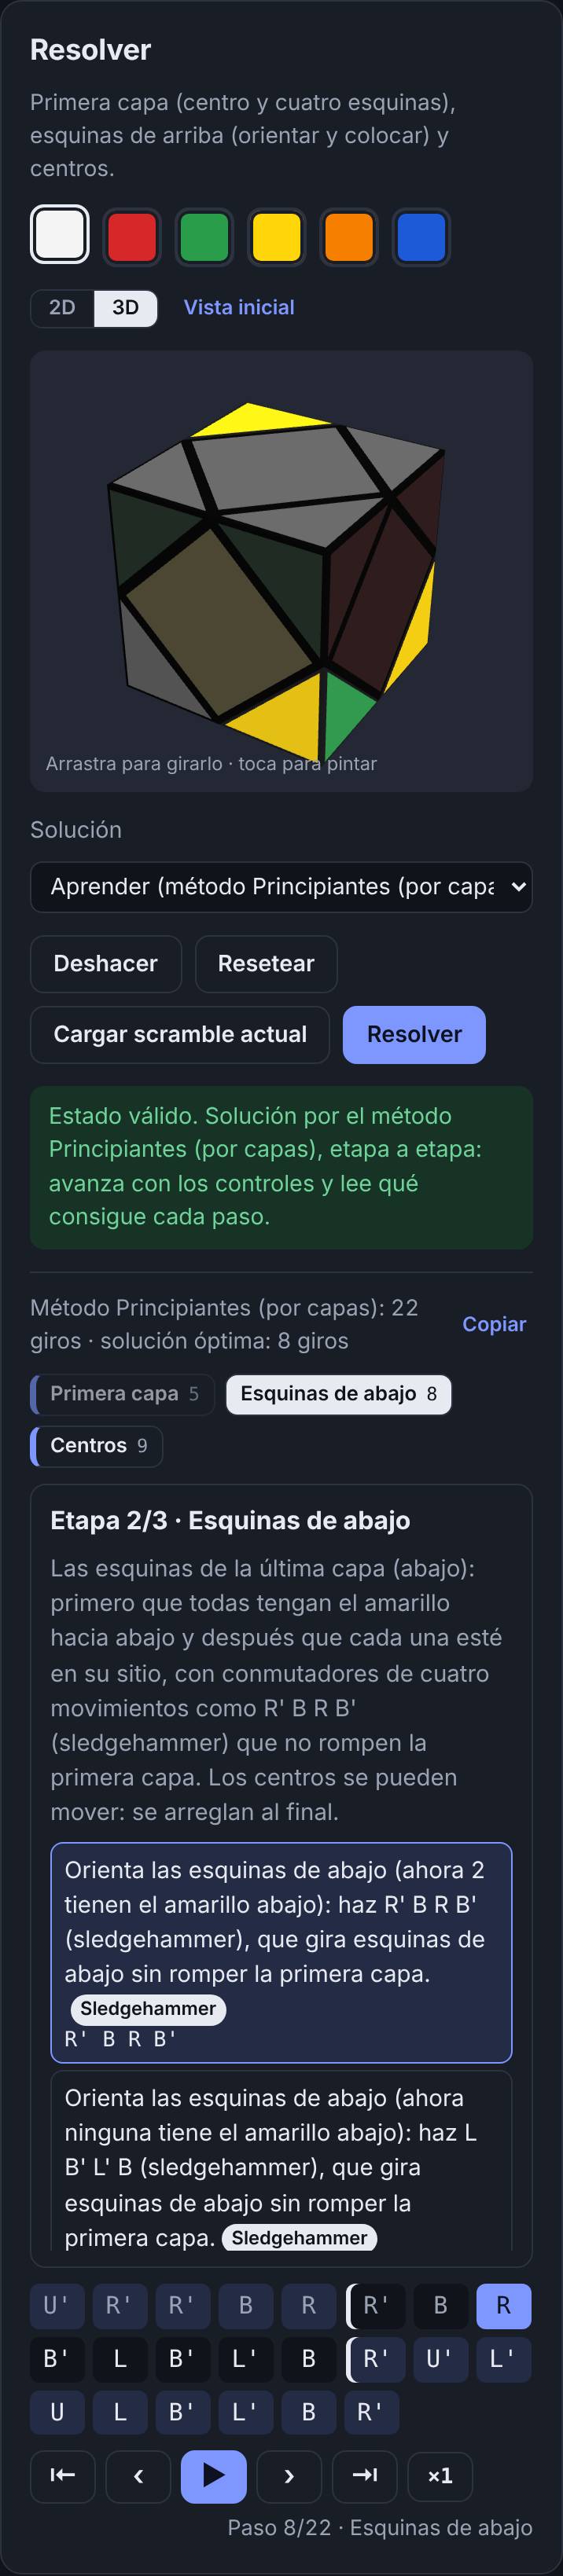 Resolver
Primera capa (centro y cuatro esquinas),
esquinas de arriba (orientar y colocar) y
centros.
2D 3D Vista inicial
Arrastra para girarlo · toca para pintar
Solución
Aprender (método Principiantes (por capa
Deshacer Resetear
Cargar scramble actual Resolver
Estado válido. Solución por el método
Principiantes (por capas), etapa a etapa:
avanza con los controles y lee qué
consigue cada paso.
Método Principiantes (por capas): 22
giros · solución óptima: 8 giros
Copiar
Primera capa 5 Esquinas de abajo 8
Centros 9
Etapa 2/3 · Esquinas de abajo
Las esquinas de la última capa (abajo):
primero que todas tengan el amarillo
hacia abajo y después que cada una esté
en su sitio, con conmutadores de cuatro
movimientos como R' B R B'
(sledgehammer) que no rompen la
primera capa. Los centros se pueden
mover: se arreglan al final.
Orienta las esquinas de abajo (ahora 2
tienen el amarillo abajo): haz R' B R B'
(sledgehammer), que gira esquinas de
abajo sin romper la primera capa.
Sledgehammer
R' B R B'
Orienta las esquinas de abajo (ahora
ninguna tiene el amarillo abajo): haz L
B' L' B (sledgehammer), que gira
esquinas de abajo sin romper la
primera capa. Sledgehammer
U' R' R' B R R' B R
B' L B' L' B R' U' L'
U L B' L' B R'
×1
Paso 8/22 · Esquinas de abajo